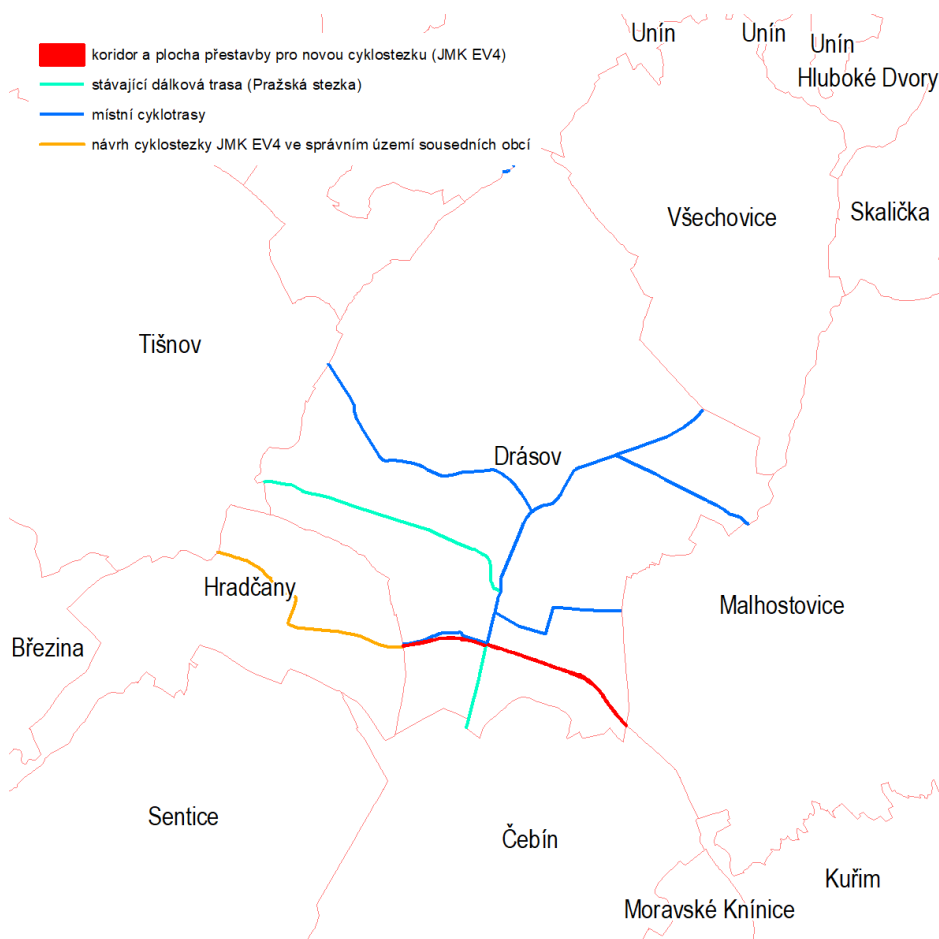 Unín
Unín
Unín
koridor a plocha přestavby pro novou cyklostezku (JMK EV4)
Hluboké Dvory
stávající dálková trasa (Pražská stezka)
místní cyklotrasy
návrh cyklostezky JMK EV4 ve správním území sousedních obcí
Všechovice
Skalička
Tišnov
Drásov
Hradčany
Malhostovice
Březina
Sentice
Čebín
Kuřim
Moravské Knínice